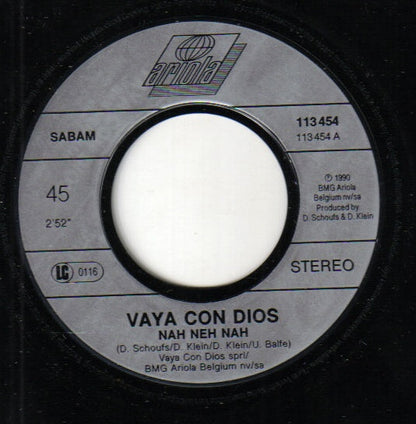 ariola
SABAM
113 454
113 454 A
45
2'52"
℗ 1990
BMG Ariola
Belgium nv/sa
Produced by
D. Schoufs & D. Klein
LC 0116
STEREO
VAYA CON DIOS
NAH NEH NAH
(D. Schoufs/D. Klein/D. Klein/U. Balfe)
Vaya Con Dios sprl/
BMG Ariola Belgium nv/sa